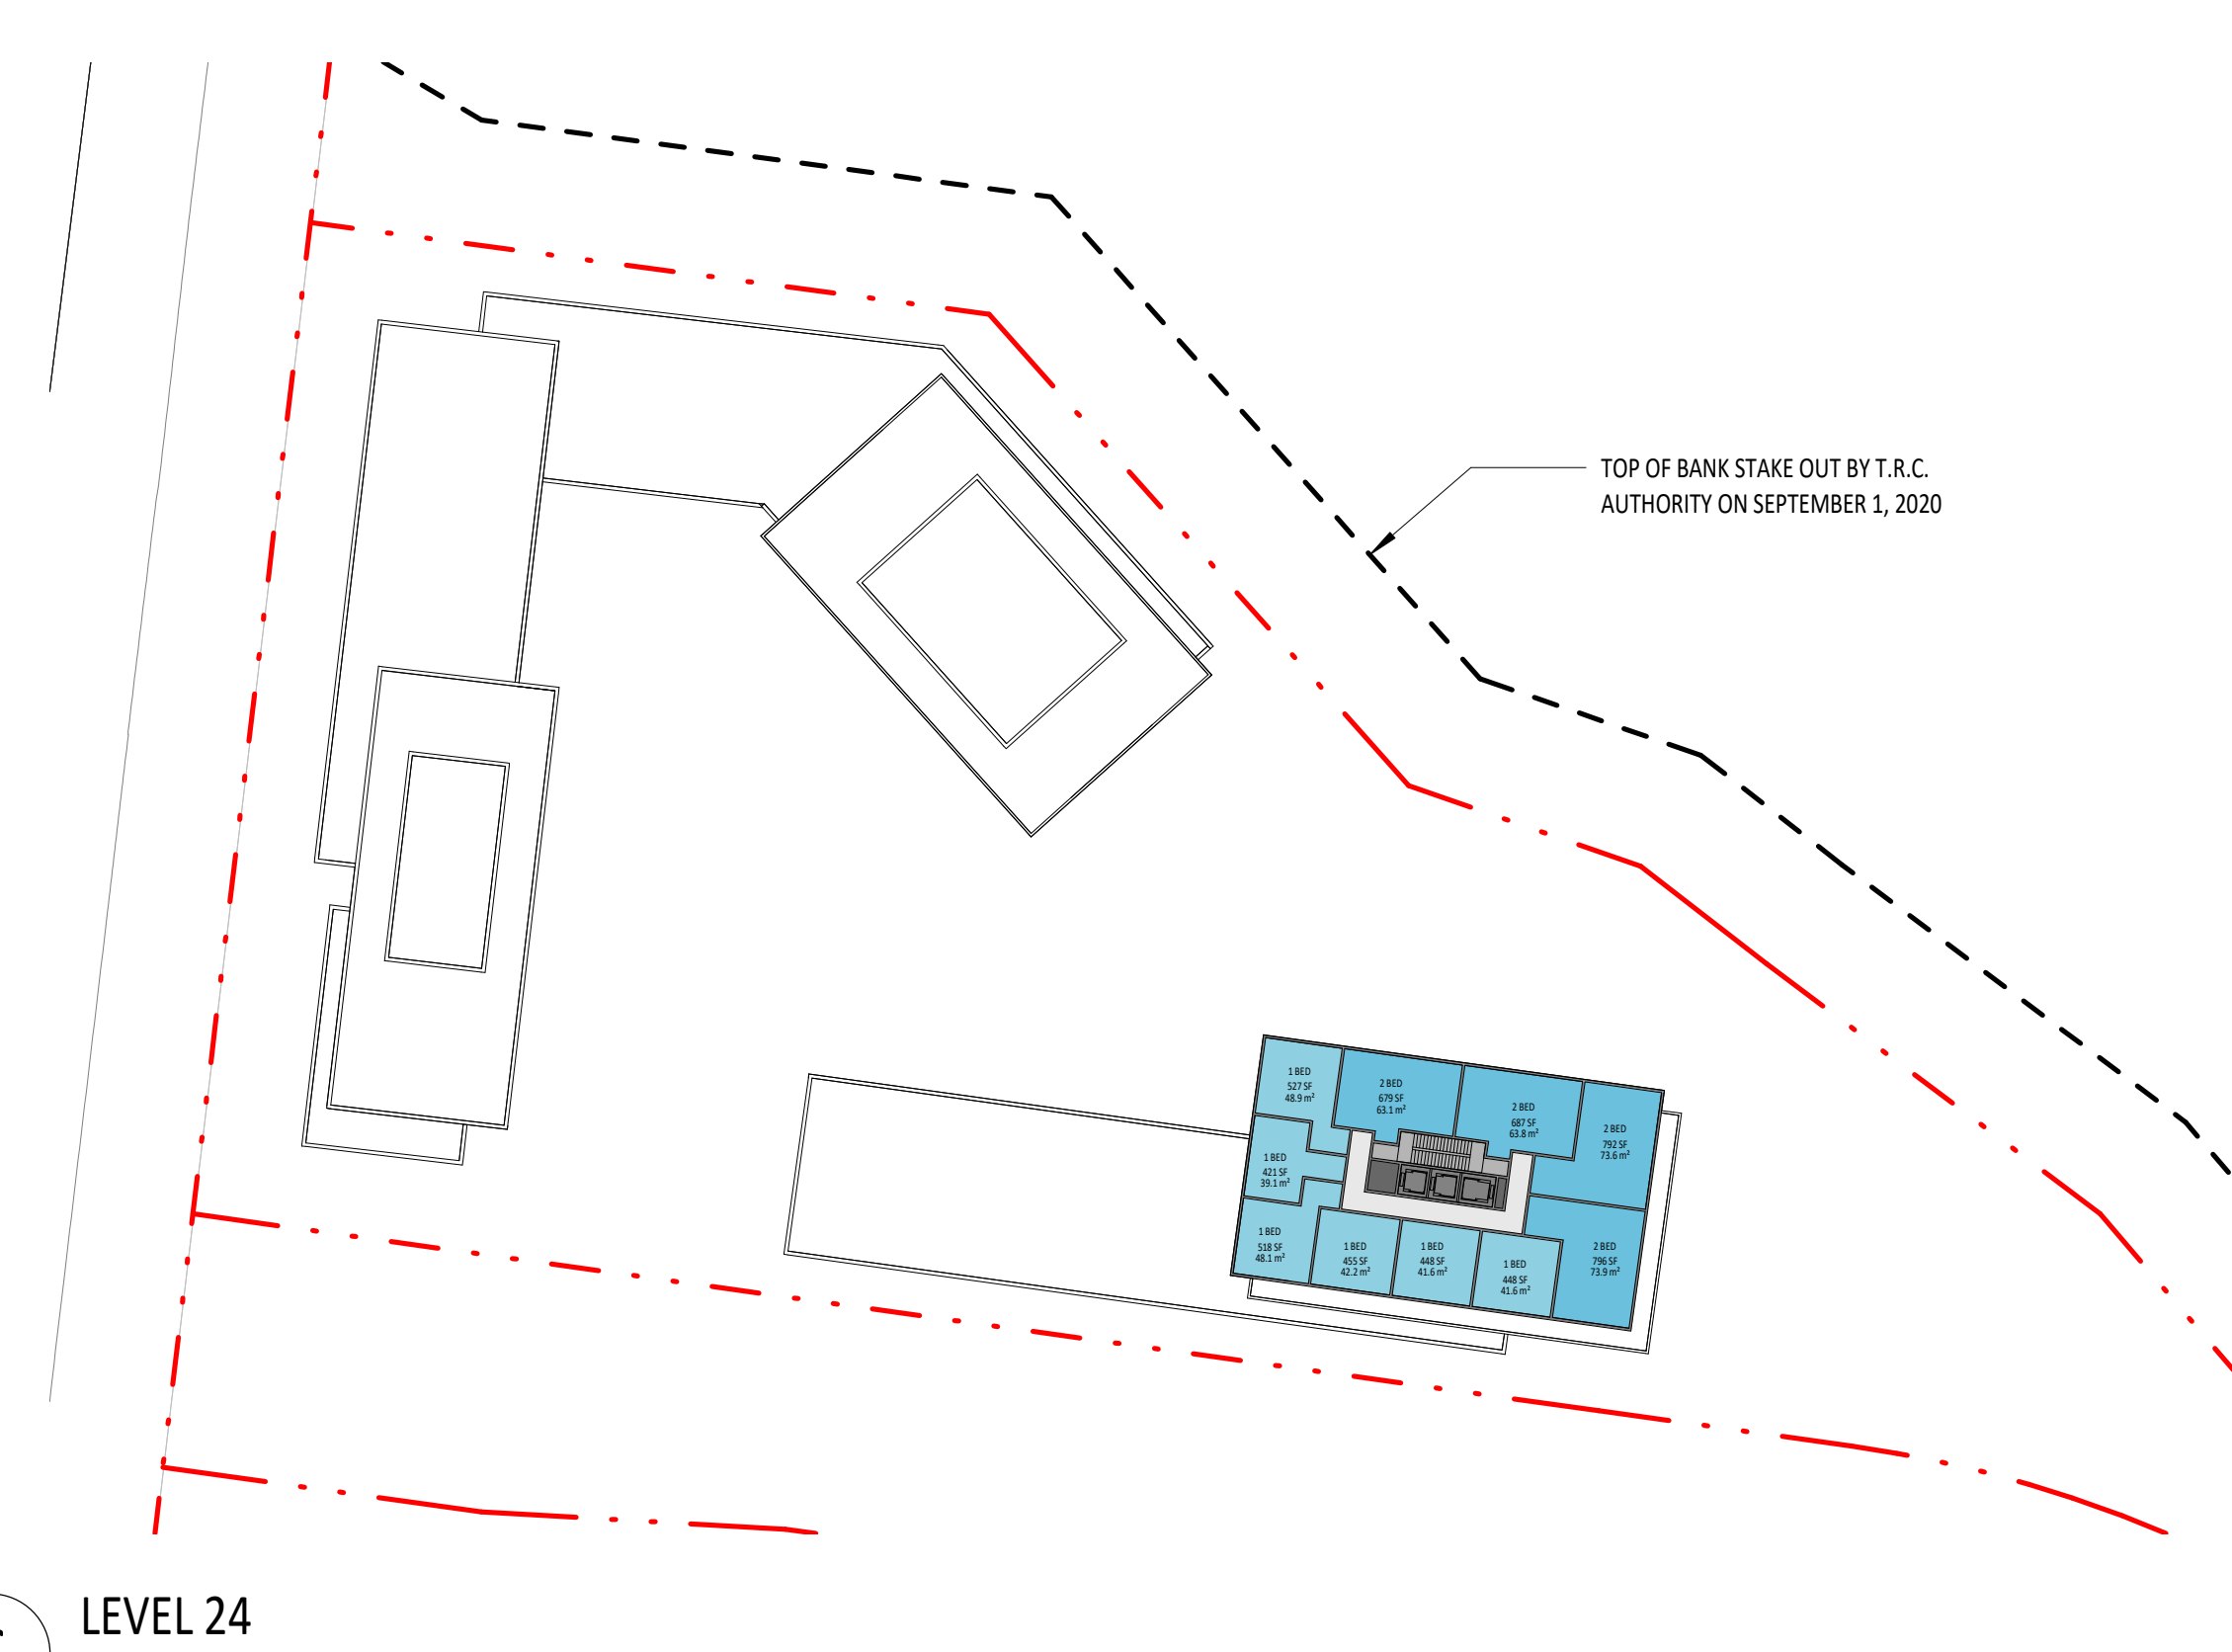 TOP OF BANK STAKE OUT BY T.R.C.
AUTHORITY ON SEPTEMBER 1, 2020
1 BED
527 SF
48.9 m²
2 BED
679 SF
63.1 m²
2 BED
687 SF
63.8 m²
2 BED
792 SF
73.6 m²
1 BED
421 SF
39.1 m²
1 BED
518 SF
48.1 m²
1 BED
455 SF
42.2 m²
1 BED
448 SF
41.6 m²
1 BED
448 SF
41.6 m²
2 BED
796 SF
73.9 m²
LEVEL 24